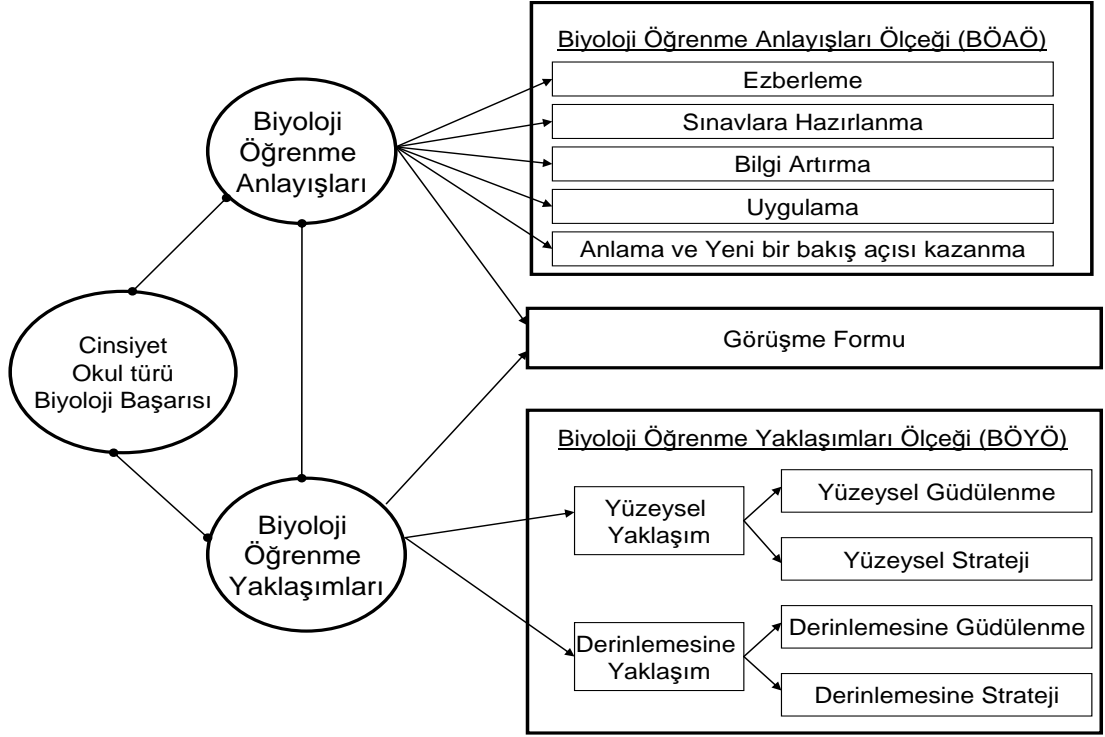 Biyoloji Öğrenme Anlayışları Ölçeği (BÖAÖ)
Ezberleme
Sınavlara Hazırlanma
Bilgi Artırma
Uygulama
Anlama ve Yeni bir bakış açısı kazanma
Biyoloji
Öğrenme
Anlayışları
Cinsiyet
Okul türü
Biyoloji Başarısı
Görüşme Formu
Biyoloji
Öğrenme
Yaklaşımları
Biyoloji Öğrenme Yaklaşımları Ölçeği (BÖYÖ)
Yüzeysel
Yaklaşım
Yüzeysel Güdülenme
Yüzeysel Strateji
Derinlemesine
Yaklaşım
Derinlemesine Güdülenme
Derinlemesine Strateji